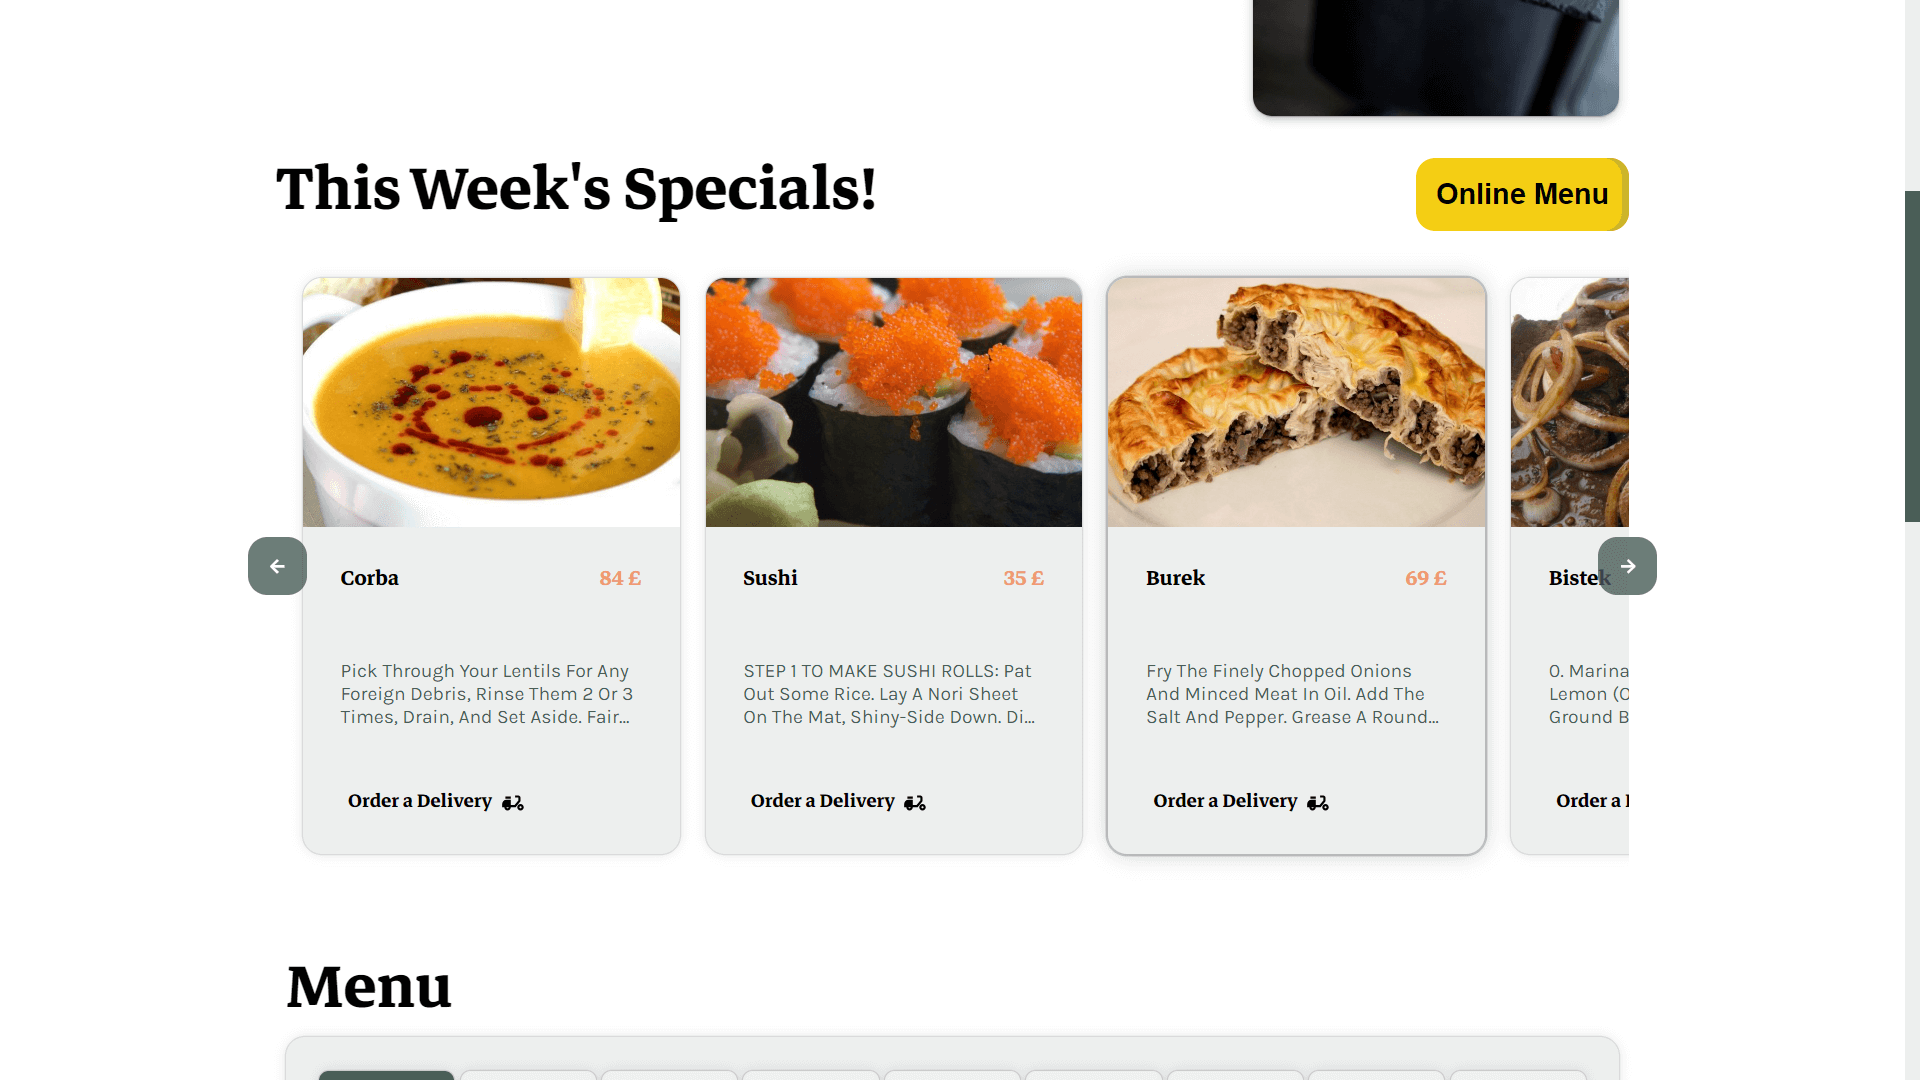 This Week's Specials!
Online Menu
Corba
84 £
Pick Through Your Lentils For Any
Foreign Debris, Rinse Them 2 Or 3
Times, Drain, And Set Aside. Fair...
Order a Delivery
Sushi
35 £
STEP 1 TO MAKE SUSHI ROLLS: Pat
Out Some Rice. Lay A Nori Sheet
On The Mat, Shiny-Side Down. Di...
Order a Delivery
Burek
69 £
Fry The Finely Chopped Onions
And Minced Meat In Oil. Add The
Salt And Pepper. Grease A Round...
Order a Delivery
Bistek
0. Marina
Lemon (
Ground B
Order a
Menu